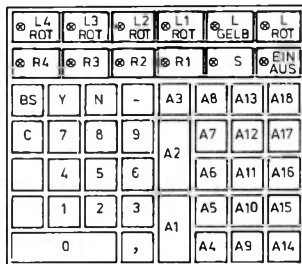 L4 ROT L3 ROT L2 ROT L1 ROT L GELB L ROT
R4 R3 R2 R1 S EIN AUS
BS Y N - A3 A8 A13 A18
C 7 8 9 A2 A7 A12 A17
4 5 6 A6 A11 A16
1 2 3 A1 A5 A10 A15
0 , A4 A9 A14